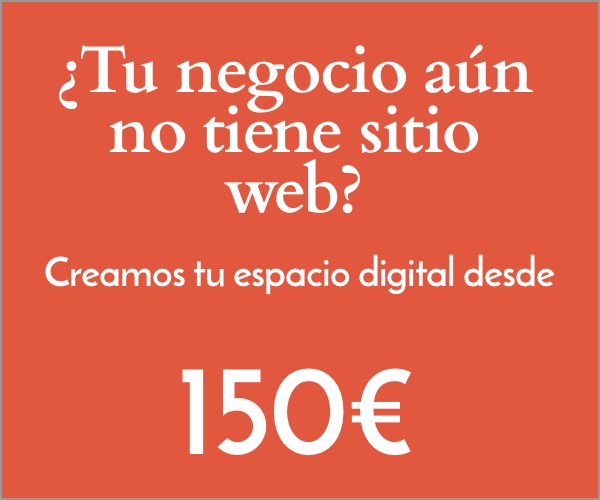 ¿Tu negocio aún
no tiene sitio
web?
Creamos tu espacio digital desde
150€